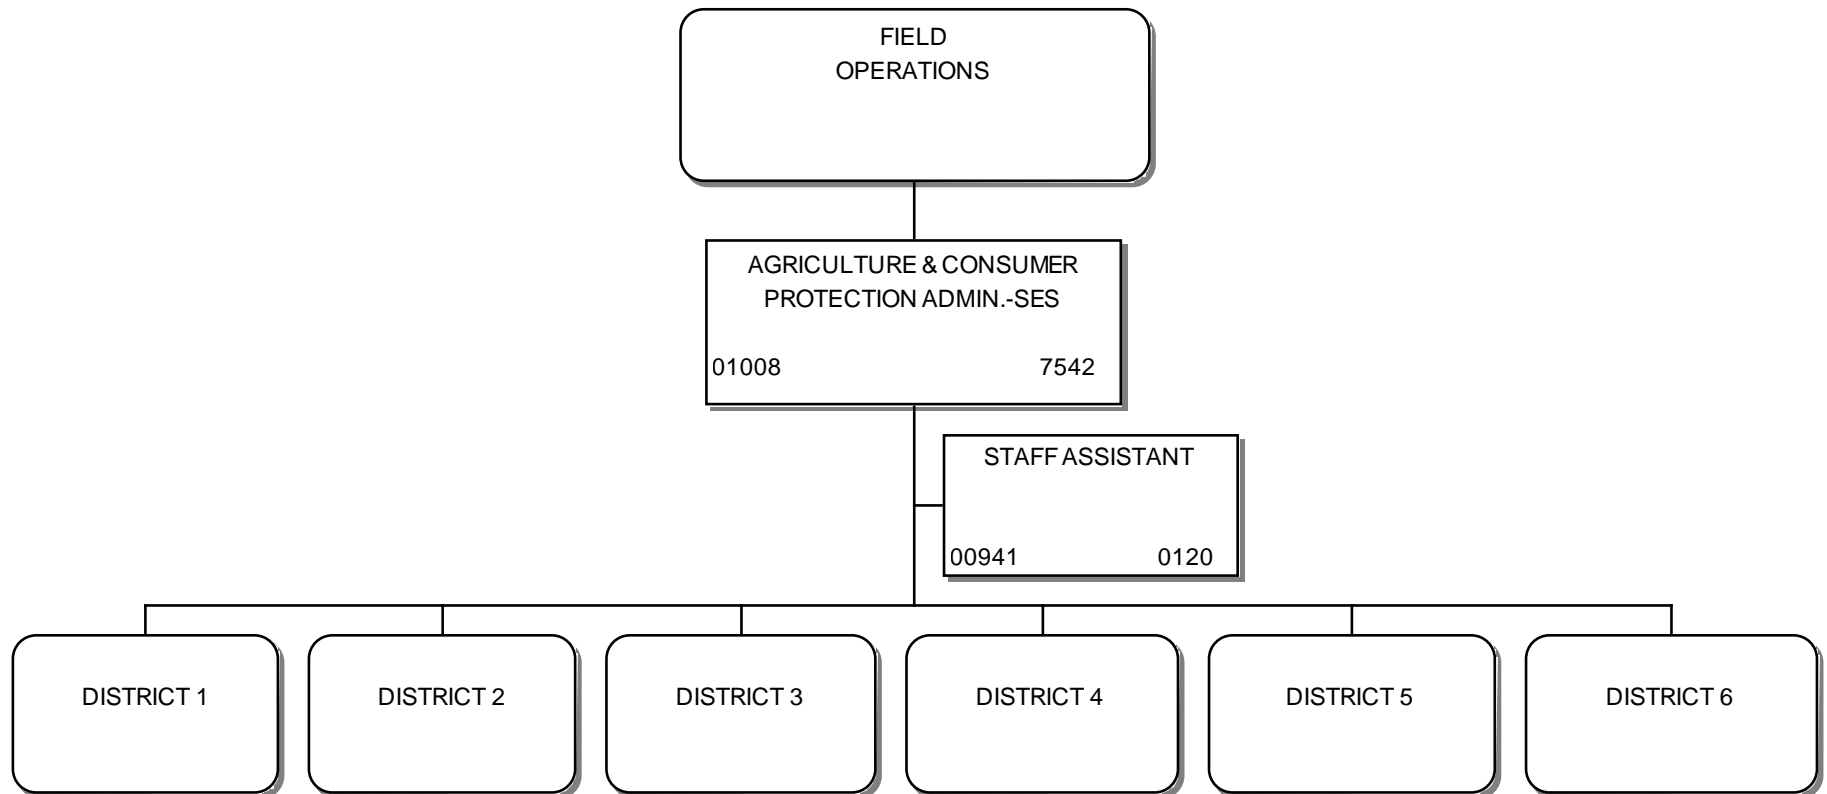 FIELD
OPERATIONS
AGRICULTURE & CONSUMER
PROTECTION ADMIN.-SES
01008 7542
STAFF ASSISTANT
00941 0120
DISTRICT 1 DISTRICT 2 DISTRICT 3 DISTRICT 4 DISTRICT 5 DISTRICT 6